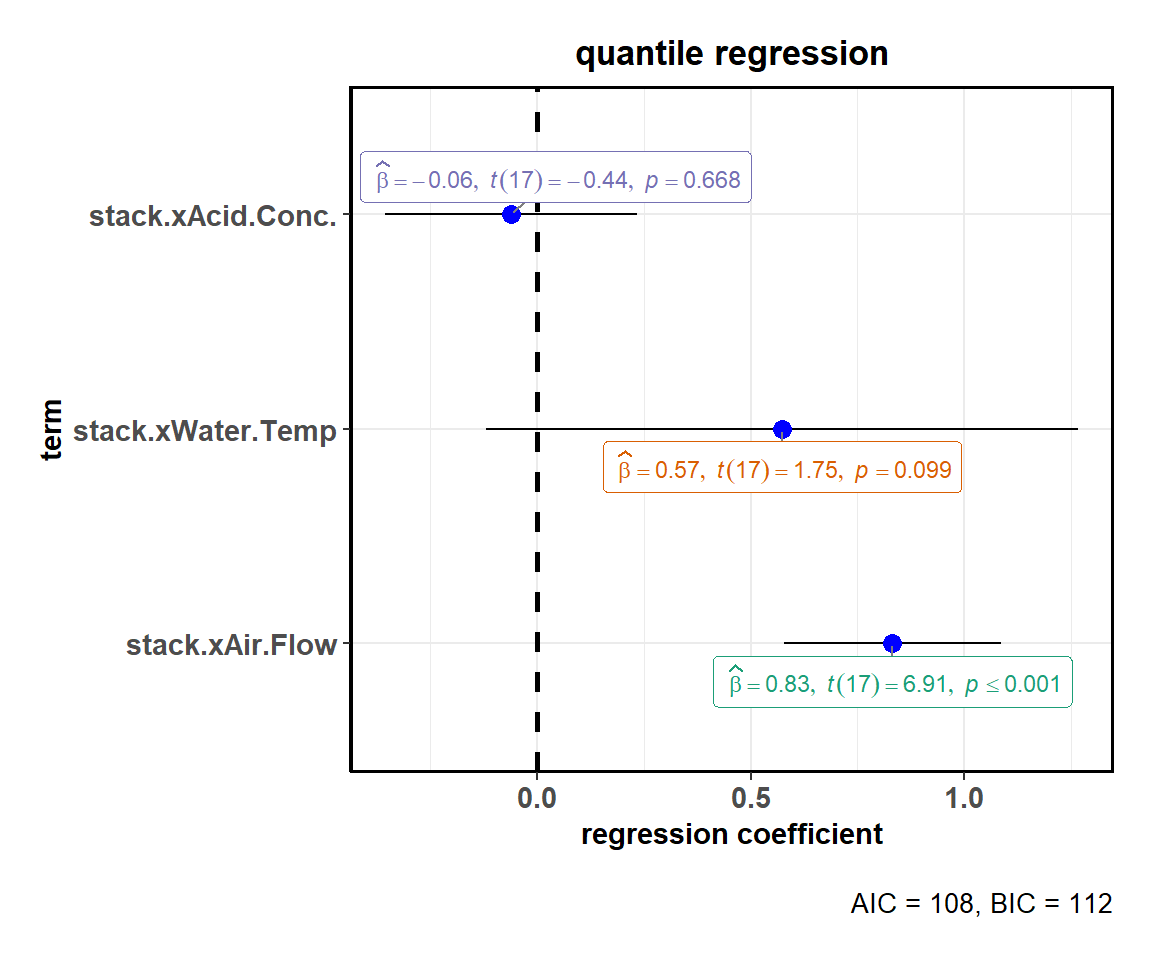 quantile regression
β̂ = −0.06, t(17) = −0.44, p = 0.668
stack.xAcid.Conc.
term
stack.xWater.Temp
β̂ = 0.57, t(17) = 1.75, p = 0.099
stack.xAir.Flow
β̂ = 0.83, t(17) = 6.91, p ≤ 0.001
0.0 0.5 1.0
regression coefficient
AIC = 108, BIC = 112